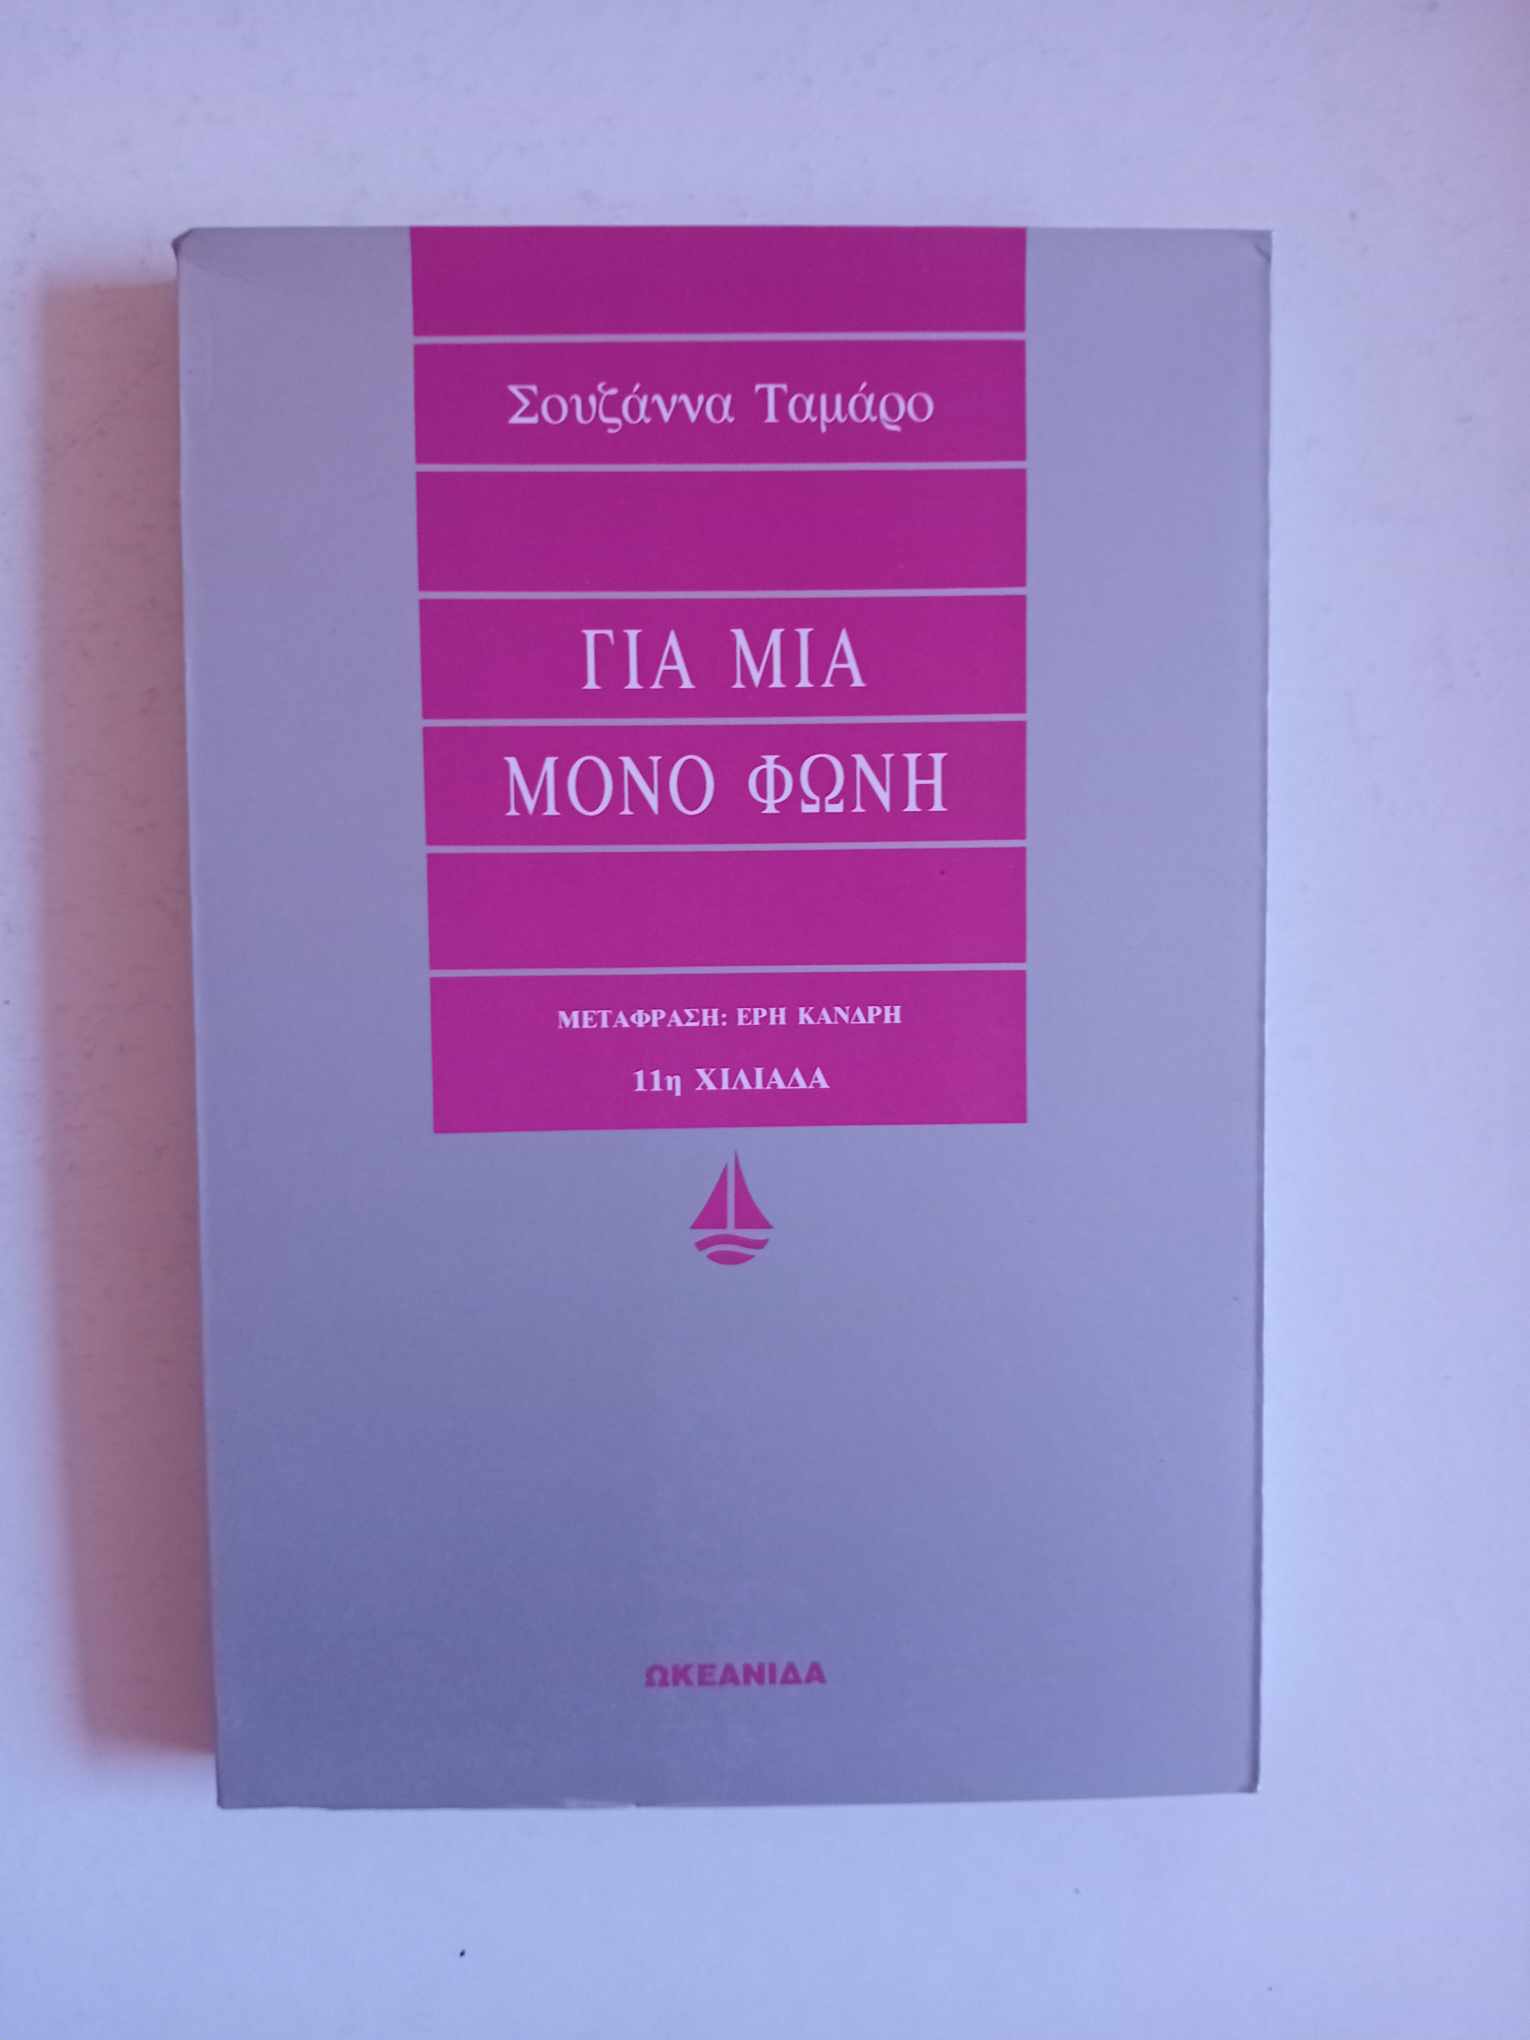 Σουζάννα Ταμάρο
ΓΙΑ ΜΙΑ
ΜΟΝΟ ΦΩΝΗ
ΜΕΤΑΦΡΑΣΗ: ΕΡΗ ΚΑΝΔΡΗ
11η ΧΙΛΙΑΔΑ
ΩΚΕΑΝΙΔΑ